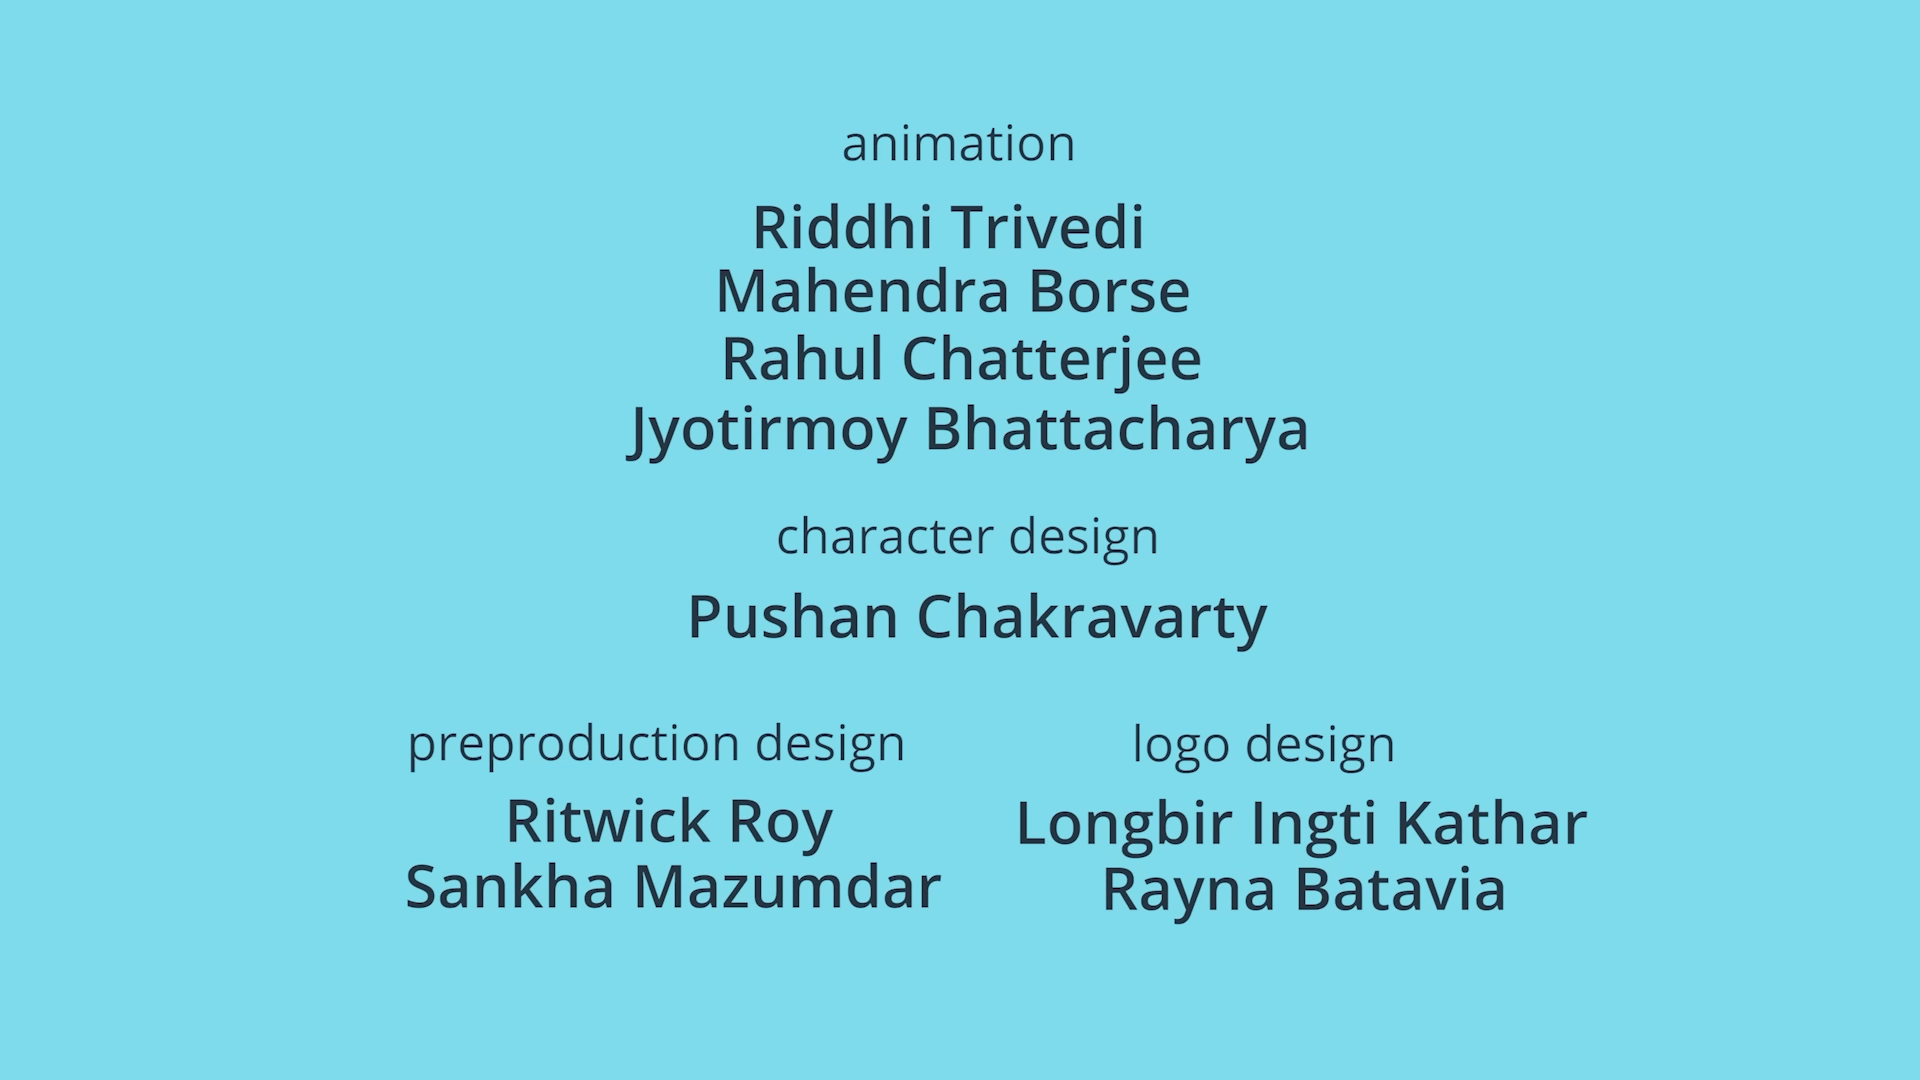 animation
Riddhi Trivedi
Mahendra Borse
Rahul Chatterjee
Jyotirmoy Bhattacharya
character design
Pushan Chakravarty
preproduction design
Ritwick Roy
Sankha Mazumdar
logo design
Longbir Ingti Kathar
Rayna Batavia